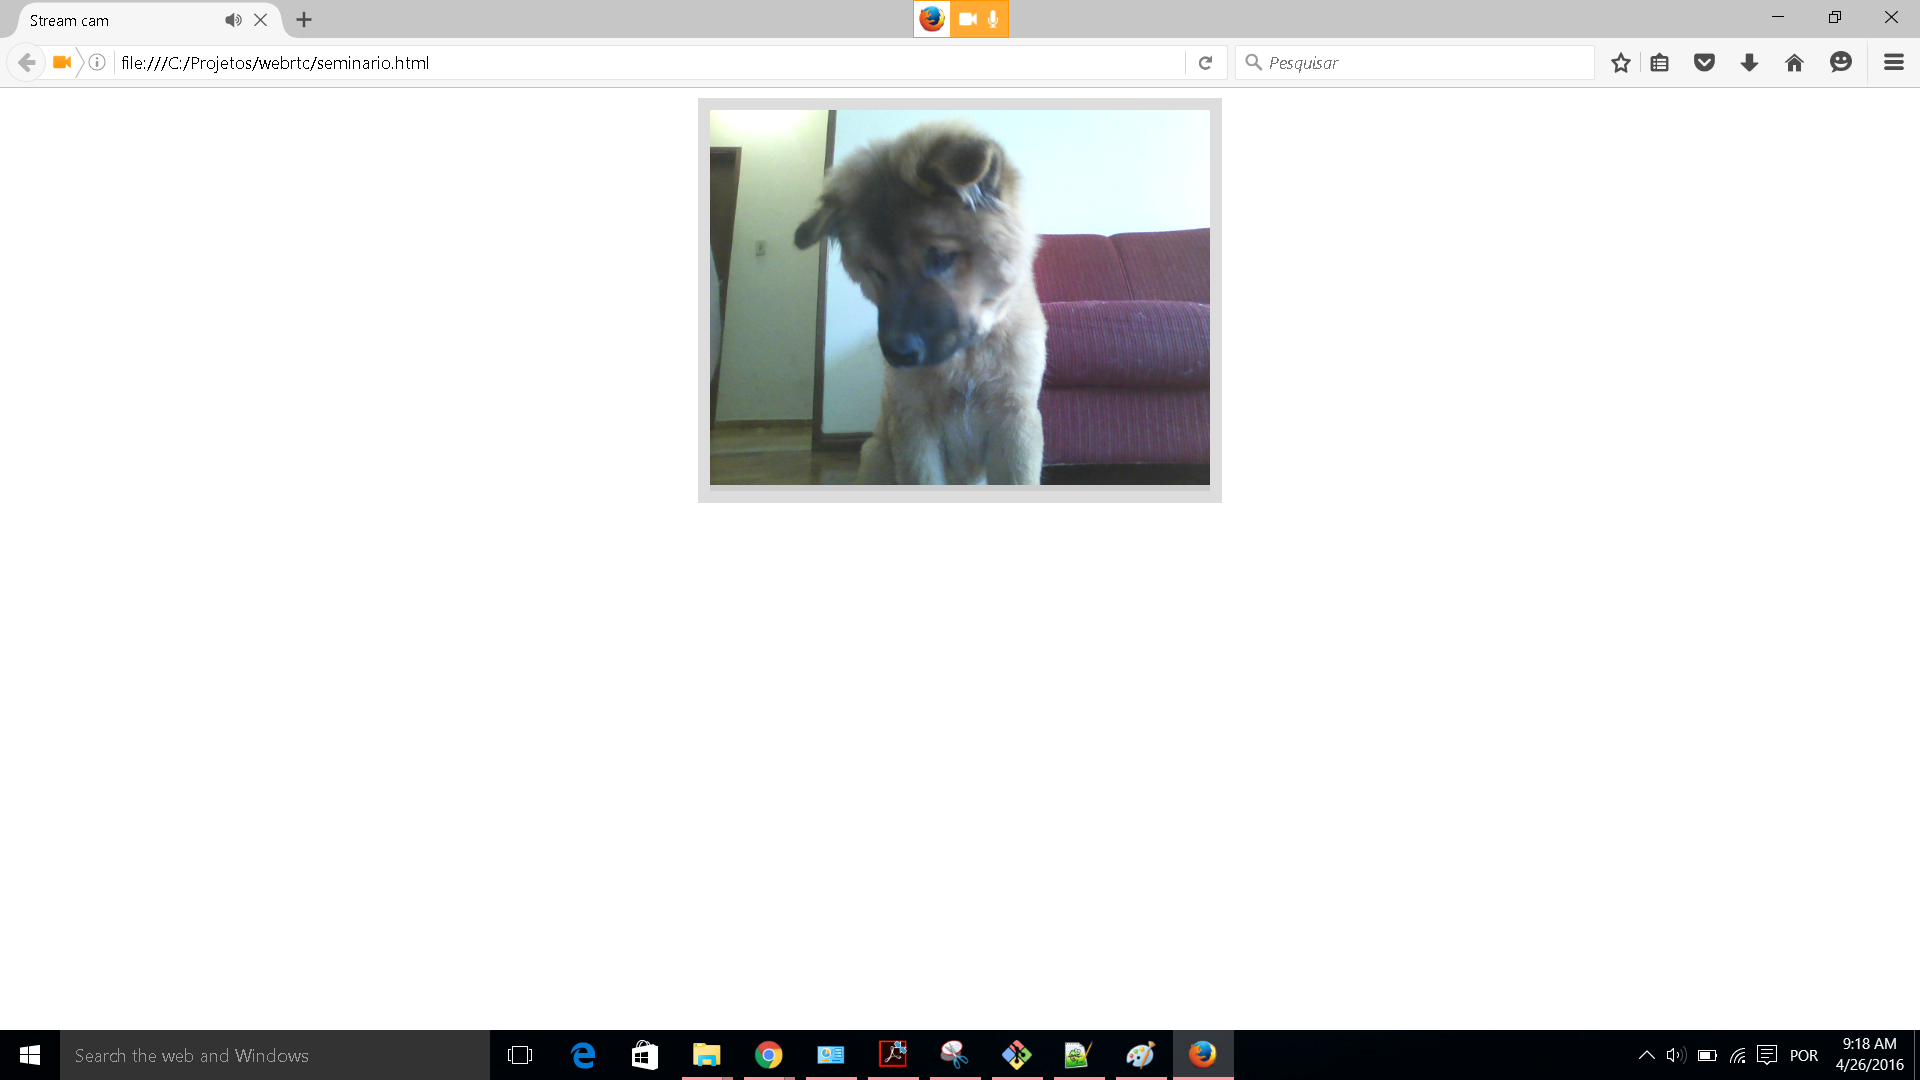 Stream cam
file:///C:/Projetos/webrtc/seminario.html
Pesquisar
Search the web and Windows
POR
9:18 AM
4/26/2016